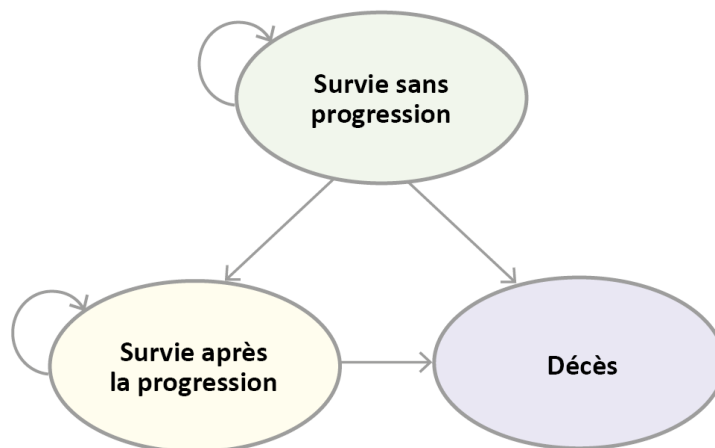 Survie sans
progression
Survie après
la progression
Décès